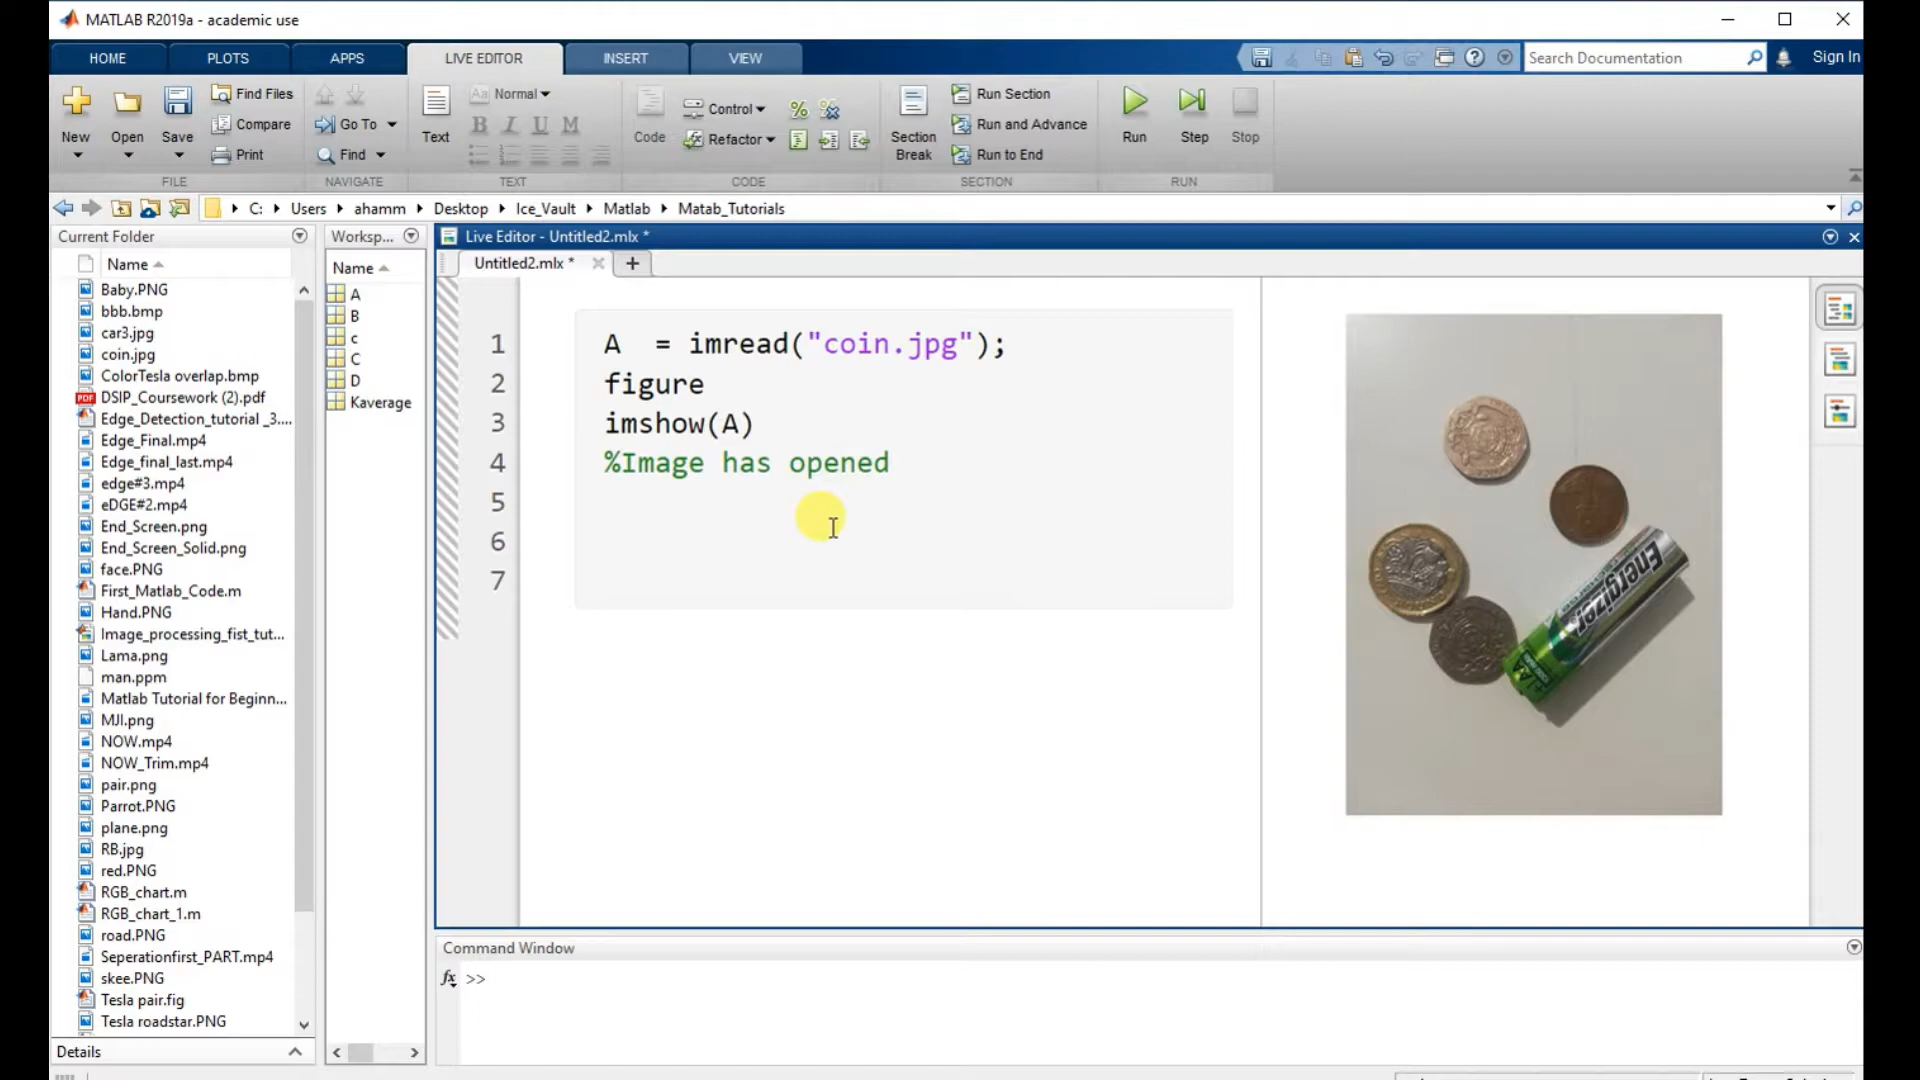 MATLAB R2019a - academic use
HOME PLOTS APPS LIVE EDITOR INSERT VIEW
Search Documentation
Sign In
New Open Save
Find Files
Compare
Print
FILE
Go To
Find
NAVIGATE
Text
Aa Normal
B I U M
TEXT
Code
Control
Refactor
CODE
Section Break
Run Section
Run and Advance
Run to End
SECTION
Run Step Stop
RUN
C: Users ahamm Desktop Ice_Vault Matlab Matab_Tutorials
Current Folder
Name
Baby.PNG
bbb.bmp
car3.jpg
coin.jpg
ColorTesla overlap.bmp
DSIP_Coursework (2).pdf
Edge_Detection_tutorial _3....
Edge_Final.mp4
Edge_final_last.mp4
edge#3.mp4
eDGE#2.mp4
End_Screen.png
End_Screen_Solid.png
face.PNG
First_Matlab_Code.m
Hand.PNG
Image_processing_fist_tut...
Lama.png
man.ppm
Matlab Tutorial for Beginn...
MJI.png
NOW.mp4
NOW_Trim.mp4
pair.png
Parrot.PNG
plane.png
RB.jpg
red.PNG
RGB_chart.m
RGB_chart_1.m
road.PNG
Seperationfirst_PART.mp4
skee.PNG
Tesla pair.fig
Tesla roadstar.PNG
Details
Worksp...
Name
A
B
c
C
D
Kaverage
Live Editor - Untitled2.mlx *
Untitled2.mlx *
1 A  = imread("coin.jpg");
2 figure
3 imshow(A)
4 %Image has opened
5
6
7
Energizer
Command Window
fx >>